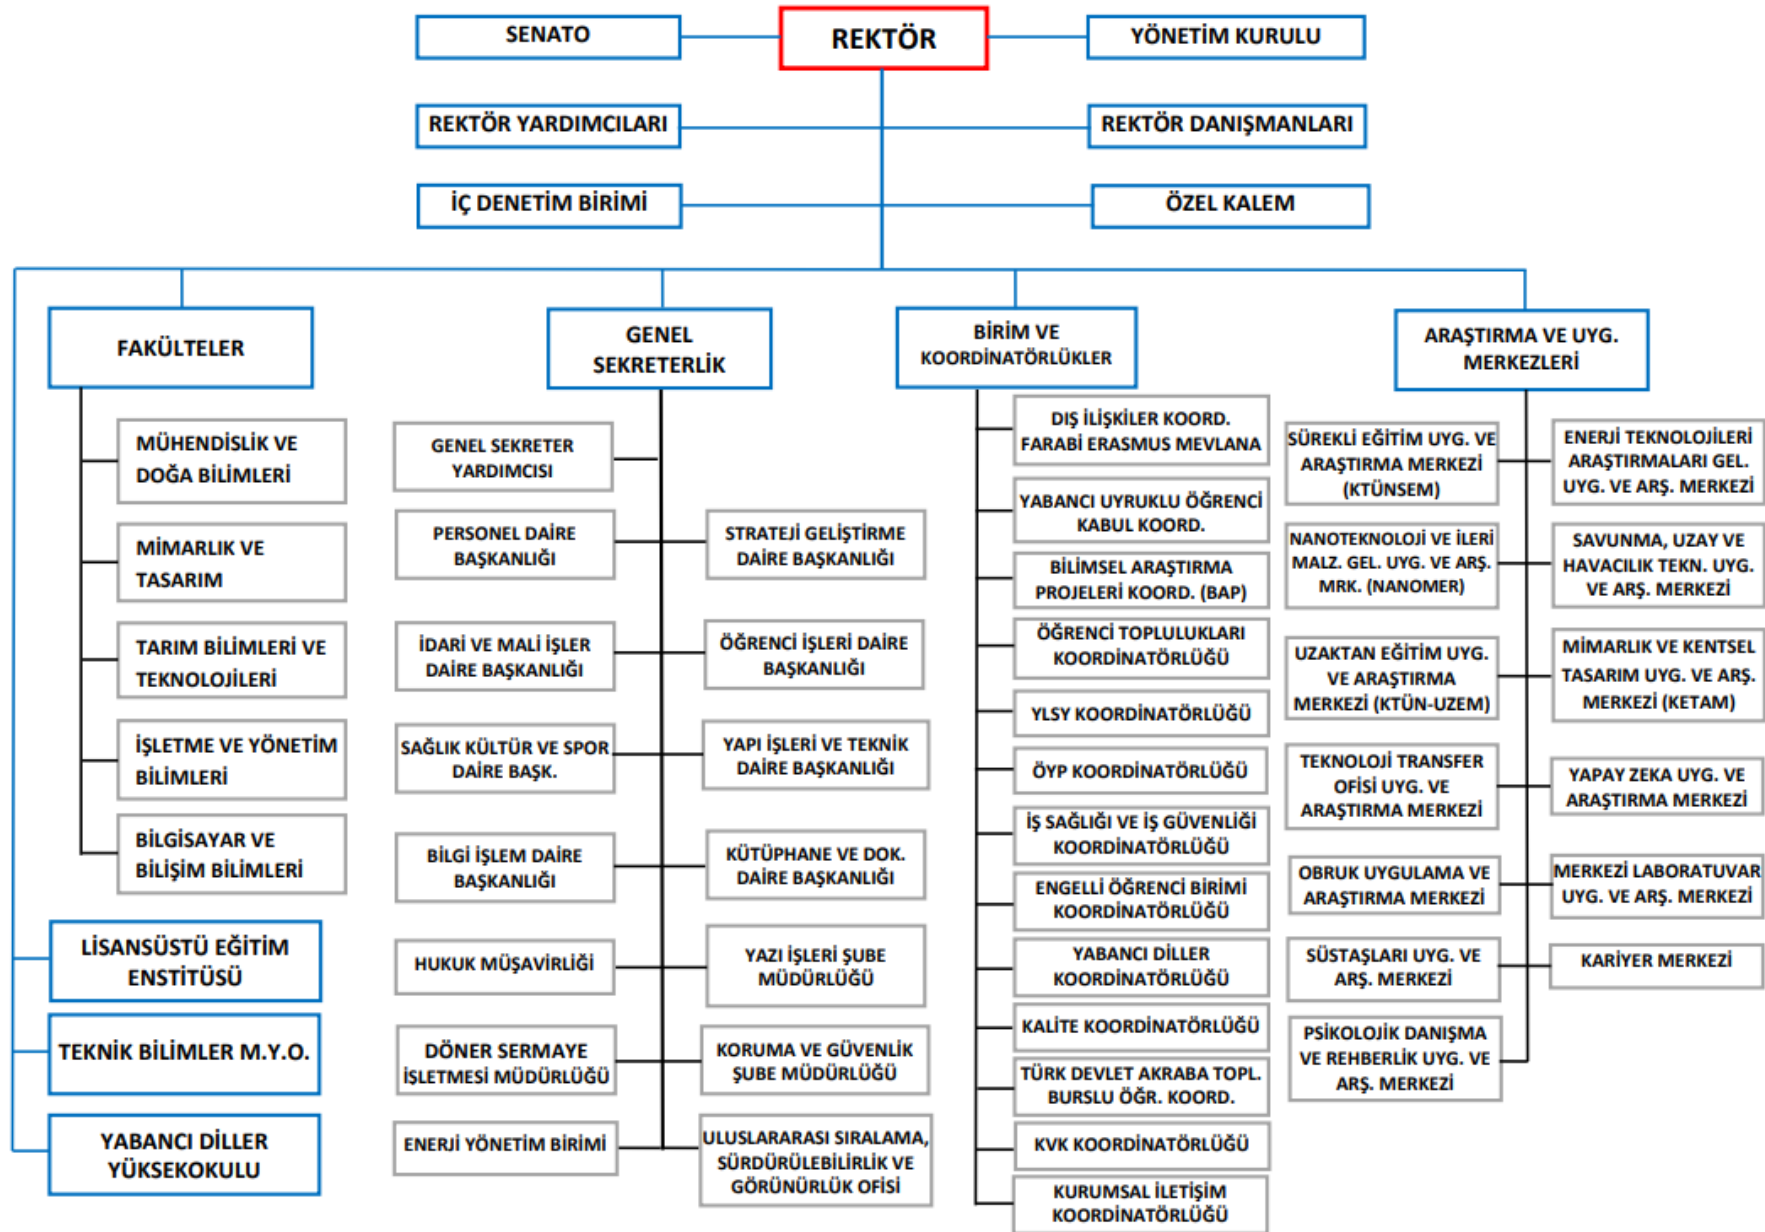 SENATO
REKTÖR
YÖNETİM KURULU
REKTÖR YARDIMCILARI
REKTÖR DANIŞMANLARI
İÇ DENETİM BİRİMİ
ÖZEL KALEM
FAKÜLTELER
MÜHENDİSLİK VE
DOĞA BİLİMLERİ
MİMARLIK VE
TASARIM
TARIM BİLİMLERİ VE
TEKNOLOJİLERİ
İŞLETME VE YÖNETİM
BİLİMLERİ
BİLGİSAYAR VE
BİLİŞİM BİLİMLERİ
LİSANSÜSTÜ EĞİTİM
ENSTİTÜSÜ
TEKNİK BİLİMLER M.Y.O.
YABANCI DİLLER
YÜKSEKOKULU
GENEL
SEKRETERLİK
GENEL SEKRETER
YARDIMCISI
PERSONEL DAİRE
BAŞKANLIĞI
STRATEJİ GELİŞTİRME
DAİRE BAŞKANLIĞI
İDARİ VE MALİ İŞLER
DAİRE BAŞKANLIĞI
ÖĞRENCİ İŞLERİ DAİRE
BAŞKANLIĞI
SAĞLIK KÜLTÜR VE SPOR
DAİRE BAŞK.
YAPI İŞLERİ VE TEKNİK
DAİRE BAŞKANLIĞI
BİLGİ İŞLEM DAİRE
BAŞKANLIĞI
KÜTÜPHANE VE DOK.
DAİRE BAŞKANLIĞI
HUKUK MÜŞAVİRLİĞİ
YAZI İŞLERİ ŞUBE
MÜDÜRLÜĞÜ
DÖNER SERMAYE
İŞLETMESİ MÜDÜRLÜĞÜ
KORUMA VE GÜVENLİK
ŞUBE MÜDÜRLÜĞÜ
ENERJİ YÖNETİM BİRİMİ
ULUSLARARASI SIRALAMA,
SÜRDÜRÜLEBİLİRLİK VE
GÖRÜNÜRLÜK OFİSİ
BİRİM VE
KOORDİNATÖRLÜKLER
DIŞ İLİŞKİLER KOORD.
FARABİ ERASMUS MEVLANA
YABANCI UYRUKLU ÖĞRENCİ
KABUL KOORD.
BİLİMSEL ARAŞTIRMA
PROJELERİ KOORD. (BAP)
ÖĞRENCİ TOPLULUKLARI
KOORDİNATÖRLÜĞÜ
YLSY KOORDİNATÖRLÜĞÜ
ÖYP KOORDİNATÖRLÜĞÜ
İŞ SAĞLIĞI VE İŞ GÜVENLİĞİ
KOORDİNATÖRLÜĞÜ
ENGELLİ ÖĞRENCİ BİRİMİ
KOORDİNATÖRLÜĞÜ
YABANCI DİLLER
KOORDİNATÖRLÜĞÜ
KALİTE KOORDİNATÖRLÜĞÜ
TÜRK DEVLET AKRABA TOPL.
BURSLU ÖĞR. KOORD.
KVK KOORDİNATÖRLÜĞÜ
KURUMSAL İLETİŞİM
KOORDİNATÖRLÜĞÜ
ARAŞTIRMA VE UYG.
MERKEZLERİ
SÜREKLİ EĞİTİM UYG. VE
ARAŞTIRMA MERKEZİ
(KTÜNSEM)
ENERJİ TEKNOLOJİLERİ
ARAŞTIRMALARI GEL.
UYG. VE ARŞ. MERKEZİ
NANOTEKNOLOJİ VE İLERİ
MALZ. GEL. UYG. VE ARŞ.
MRK. (NANOMER)
SAVUNMA, UZAY VE
HAVACILIK TEKN. UYG.
VE ARŞ. MERKEZİ
UZAKTAN EĞİTİM UYG.
VE ARAŞTIRMA
MERKEZİ (KTÜN-UZEM)
MİMARLIK VE KENTSEL
TASARIM UYG. VE ARŞ.
MERKEZİ (KETAM)
TEKNOLOJİ TRANSFER
OFİSİ UYG. VE
ARAŞTIRMA MERKEZİ
YAPAY ZEKA UYG. VE
ARAŞTIRMA MERKEZİ
OBRUK UYGULAMA VE
ARAŞTIRMA MERKEZİ
MERKEZİ LABORATUVAR
UYG. VE ARŞ. MERKEZİ
SÜSTAŞLARI UYG. VE
ARŞ. MERKEZİ
KARİYER MERKEZİ
PSİKOLOJİK DANIŞMA
VE REHBERLİK UYG. VE
ARŞ. MERKEZİ